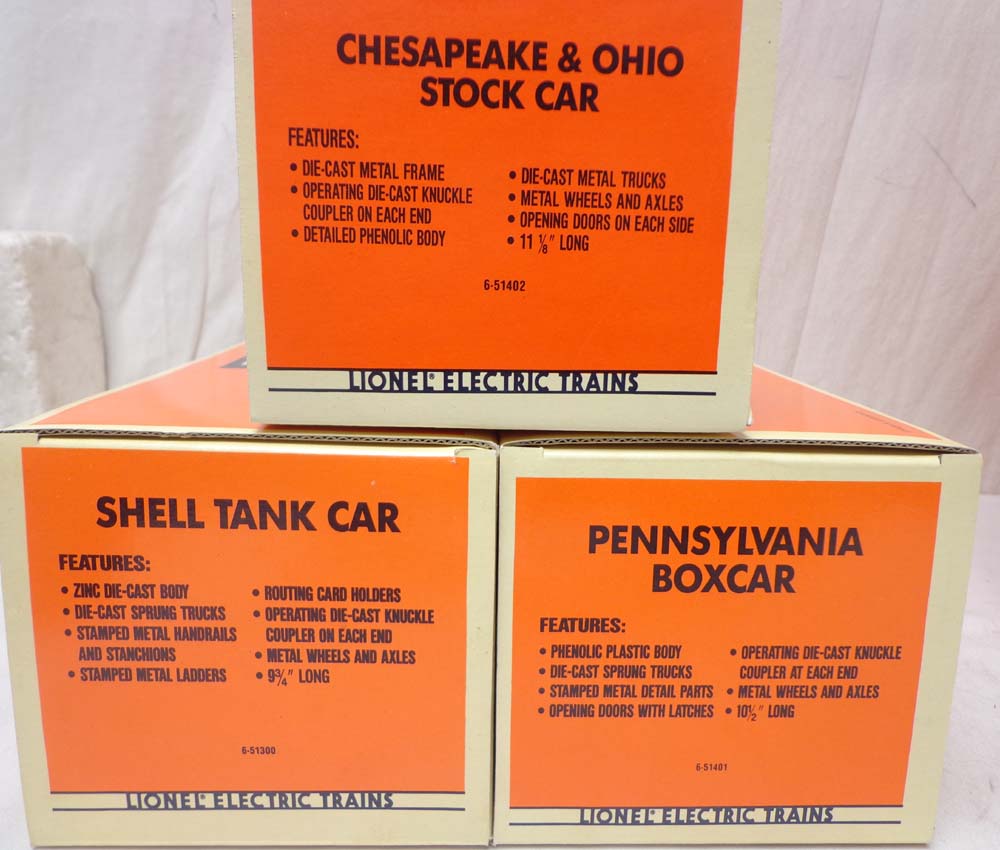 CHESAPEAKE & OHIO
STOCK CAR
FEATURES:
• DIE-CAST METAL FRAME
• OPERATING DIE-CAST KNUCKLE
COUPLER ON EACH END
• DETAILED PHENOLIC BODY
• DIE-CAST METAL TRUCKS
• METAL WHEELS AND AXLES
• OPENING DOORS ON EACH SIDE
• 11 1/8" LONG
6-51402
LIONEL® ELECTRIC TRAINS
SHELL TANK CAR
FEATURES:
• ZINC DIE-CAST BODY
• DIE-CAST SPRUNG TRUCKS
• STAMPED METAL HANDRAILS
AND STANCHIONS
• STAMPED METAL LADDERS
• ROUTING CARD HOLDERS
• OPERATING DIE-CAST KNUCKLE
COUPLER ON EACH END
• METAL WHEELS AND AXLES
• 9 3/4" LONG
6-51300
LIONEL® ELECTRIC TRAINS
PENNSYLVANIA
BOXCAR
FEATURES:
• PHENOLIC PLASTIC BODY
• DIE-CAST SPRUNG TRUCKS
• STAMPED METAL DETAIL PARTS
• OPENING DOORS WITH LATCHES
• OPERATING DIE-CAST KNUCKLE
COUPLER AT EACH END
• METAL WHEELS AND AXLES
• 10 1/2" LONG
6-51401
LIONEL® ELECTRIC TRAINS